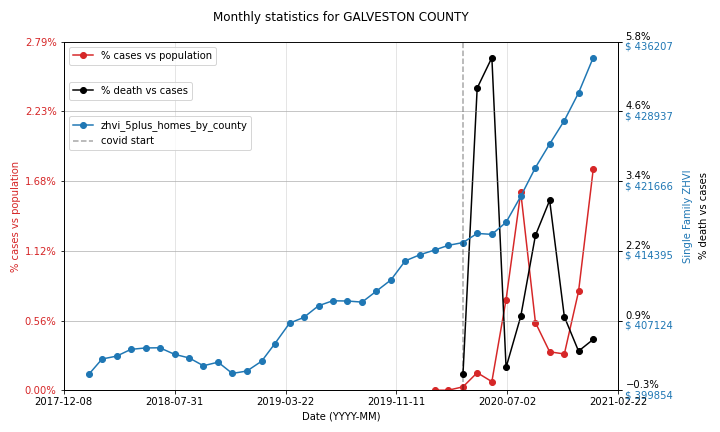 Monthly statistics for GALVESTON COUNTY
2.79%
2.23%
1.68%
1.12%
0.56%
0.00%
% cases vs population
% cases vs population
% death vs cases
zhvi_5plus_homes_by_county
covid start
5.8%
$ 436207
4.6%
$ 428937
3.4%
$ 421666
2.2%
$ 414395
0.9%
$ 407124
−0.3%
$ 399854
Single Family ZHVI
% death vs cases
2017-12-08
2018-07-31
2019-03-22
2019-11-11
2020-07-02
2021-02-22
Date (YYYY-MM)